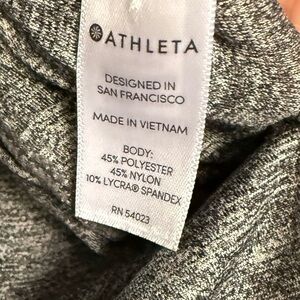 ATHLETA
DESIGNED IN
SAN FRANCISCO
MADE IN VIETNAM
BODY:
45% POLYESTER
45% NYLON
10% LYCRA® SPANDEX
RN 54023